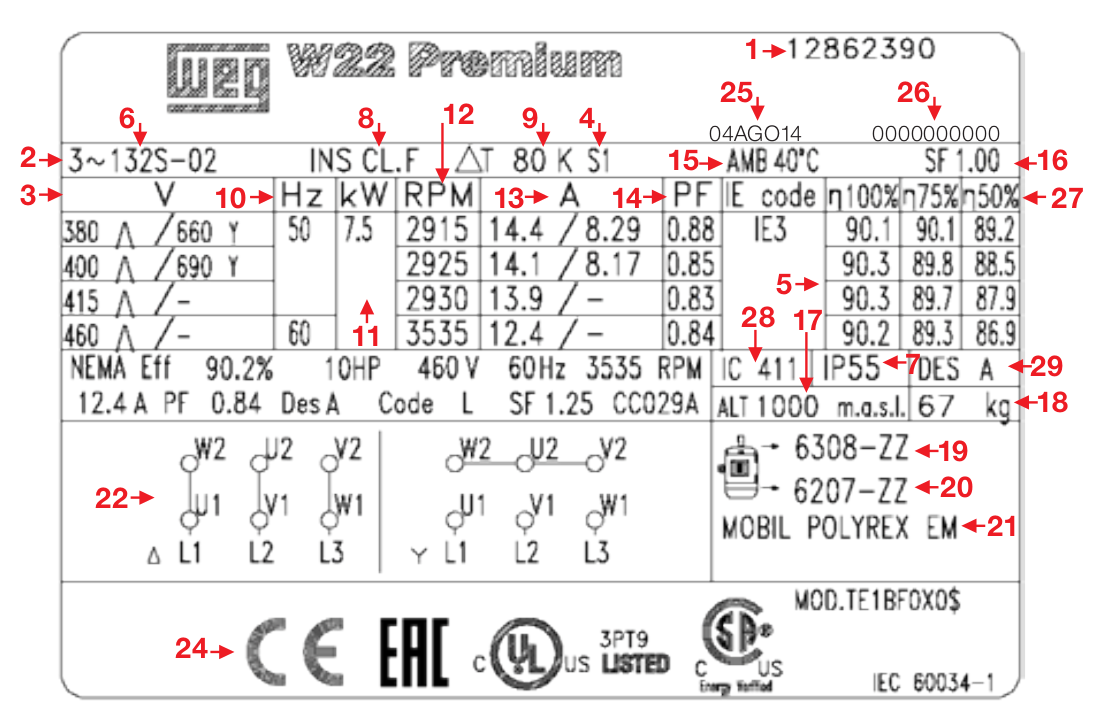 weg W22 Premium 1 12862390
25 26
04AGO14 0000000000
6 8 9 12 4
2 3~132S-02 INS CL.F △T 80 K S1 15 AMB 40°C SF 1.00 16
3 V 10 Hz kW RPM 13 A 14 PF IE code η100% η75% η50% 27
380 Λ /660 Y 50 7.5 2915 14.4 / 8.29 0.88 IE3 90.1 90.1 89.2
400 Λ /690 Y 2925 14.1 / 8.17 0.85 90.3 89.8 88.5
415 Λ /- 2930 13.9 / - 0.83 5 90.3 89.7 87.9
460 Λ /- 60 11 3535 12.4 / - 0.84 90.2 89.3 86.9
28 17
NEMA Eff 90.2% 10HP 460 V 60Hz 3535 RPM IC 411 IP55 7 DES A 29
12.4 A PF 0.84 Des A Code L SF 1.25 CC029A ALT 1000 m.a.s.l. 67 kg 18
22
W2 U2 V2
U1 V1 W1
Δ L1 L2 L3
W2 U2 V2
U1 V1 W1
Y L1 L2 L3
6308-ZZ 19
6207-ZZ 20
MOBIL POLYREX EM 21
MOD.TE1BF0X0$
24 CE EAC C UL US 3PT9 LISTED C SA® US
Energy Verified
IEC 60034-1